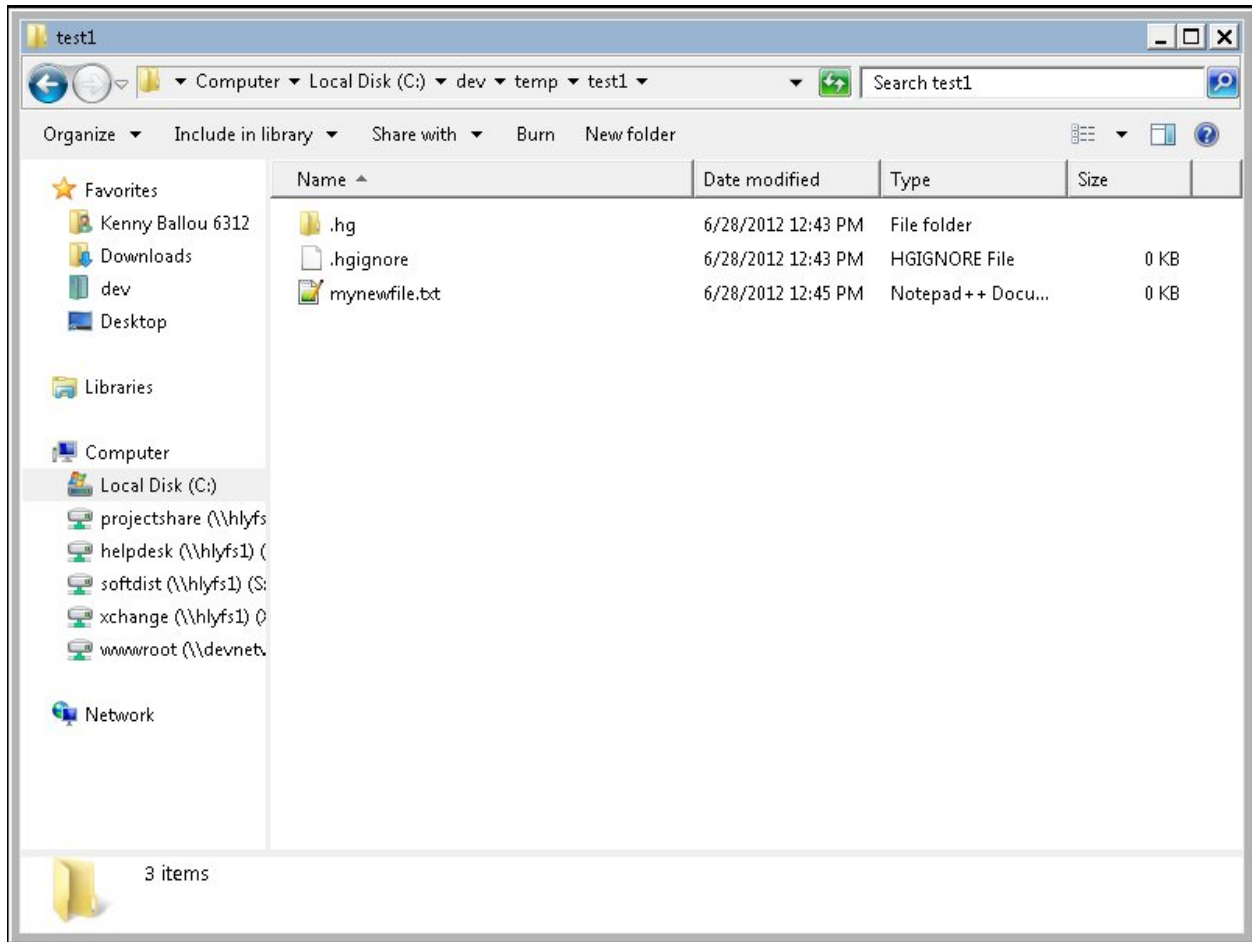 test1
Computer Local Disk (C:) dev temp test1 Search test1
Organize Include in library Share with Burn New folder
Favorites
Kenny Ballou 6312
Downloads
dev
Desktop
Libraries
Computer
Local Disk (C:)
projectshare (\\hlyfs
helpdesk (\\hlyfs1) (
softdist (\\hlyfs1) (S:
xchange (\\hlyfs1) (X
wwwroot (\\devnetv
Network
Name Date modified Type Size
.hg 6/28/2012 12:43 PM File folder
.hgignore 6/28/2012 12:43 PM HGIGNORE File 0 KB
mynewfile.txt 6/28/2012 12:45 PM Notepad++ Docu... 0 KB
3 items